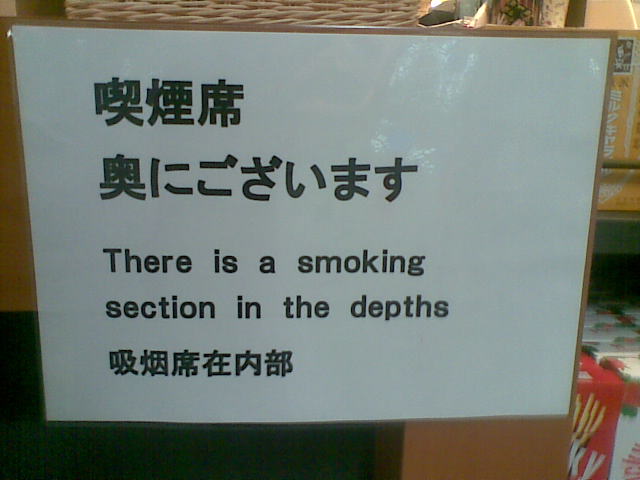 喫煙席
奥にございます
There is a smoking
section in the depths
吸烟席在内部